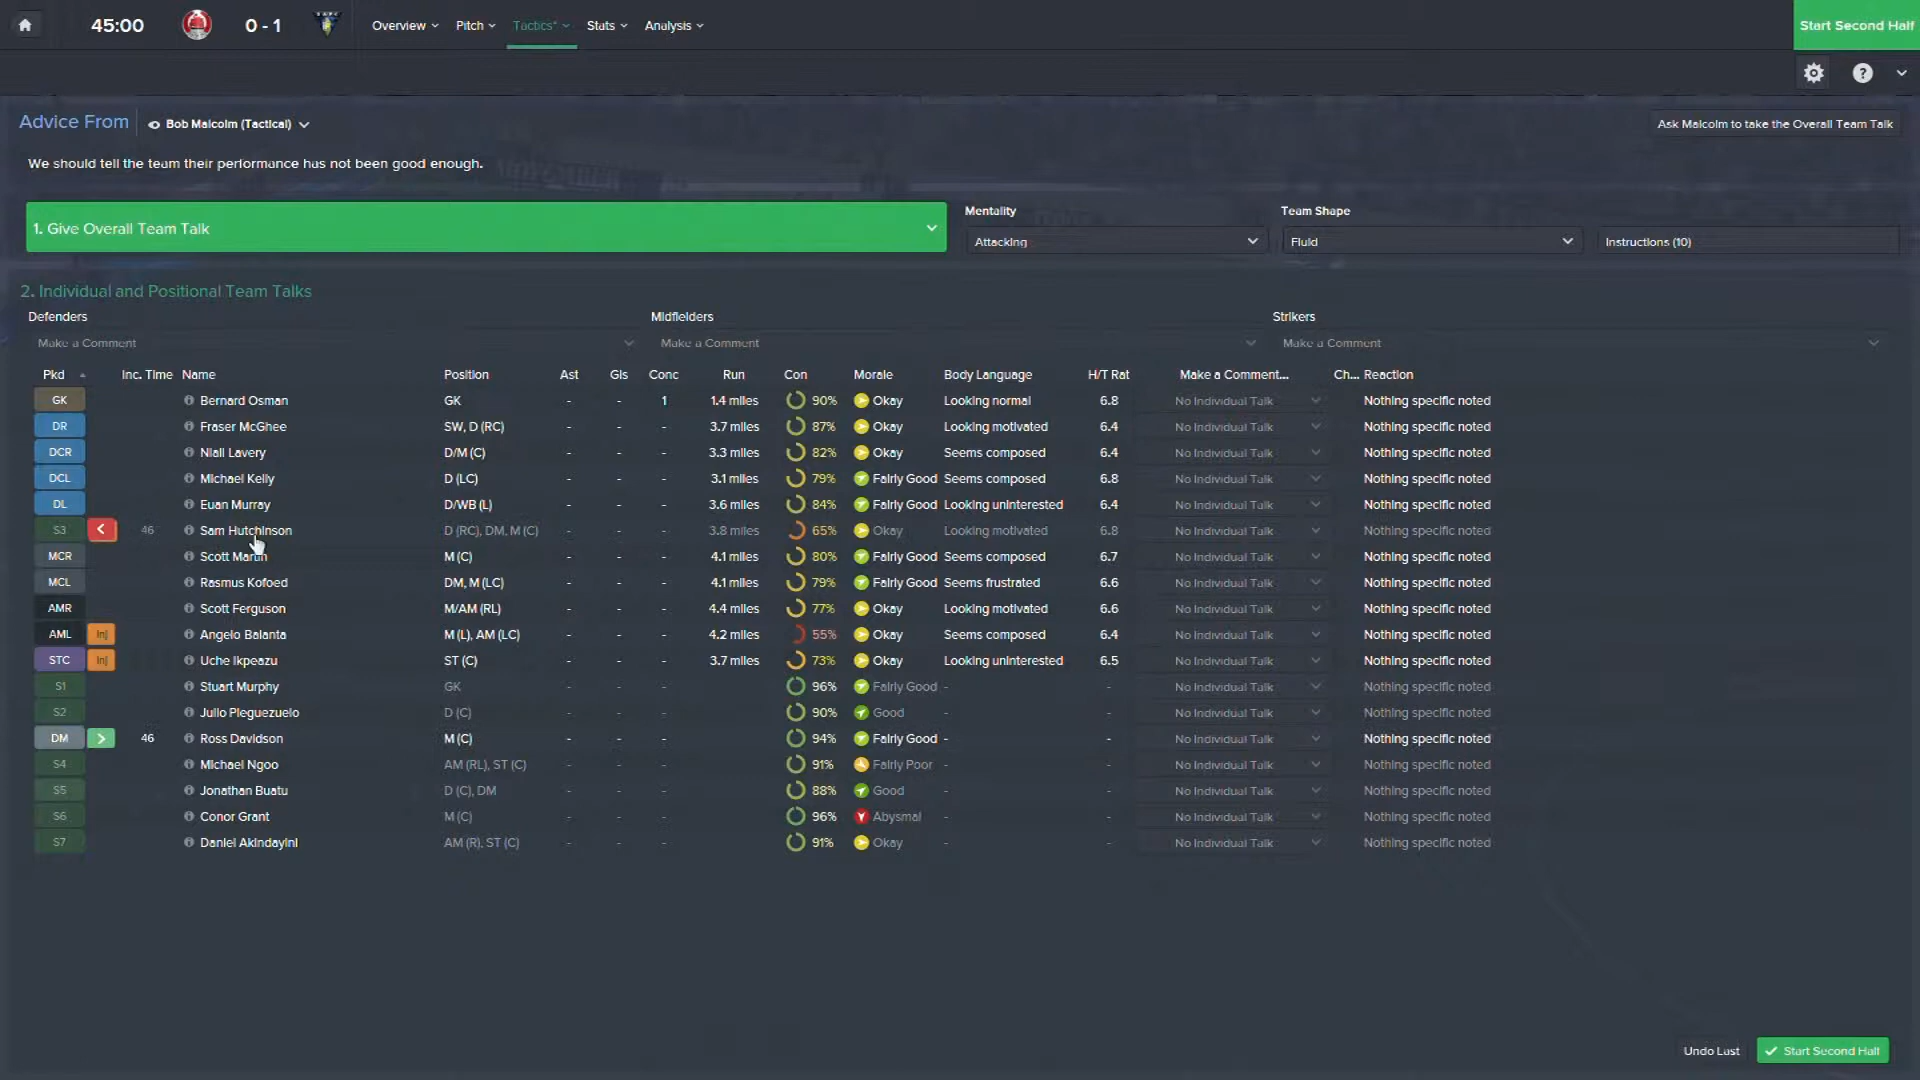 45:00 0 - 1 Overview Pitch Tactics* Stats Analysis Start Second Half
?
Advice From Bob Malcolm (Tactical) Ask Malcolm to take the Overall Team Talk
We should tell the team their performance has not been good enough.
Mentality Team Shape
1. Give Overall Team Talk Attacking Fluid Instructions (10)
2. Individual and Positional Team Talks
Defenders Midfielders Strikers
Make a Comment Make a Comment Make a Comment
Pkd Inc. Time Name Position Ast Gls Conc Run Con Morale Body Language H/T Rat Make a Comment... Ch... Reaction
GK Bernard Osman GK - - 1 1.4 miles 90% Okay Looking normal 6.8 No Individual Talk Nothing specific noted
DR Fraser McGhee SW, D (RC) - - - 3.7 miles 87% Okay Looking motivated 6.4 No Individual Talk Nothing specific noted
DCR Niall Lavery D/M (C) - - - 3.3 miles 82% Okay Seems composed 6.4 No Individual Talk Nothing specific noted
DCL Michael Kelly D (LC) - - - 3.1 miles 79% Fairly Good Seems composed 6.8 No Individual Talk Nothing specific noted
DL Euan Murray D/WB (L) - - - 3.6 miles 84% Fairly Good Looking uninterested 6.4 No Individual Talk Nothing specific noted
S3 46 Sam Hutchinson D (RC), DM, M (C) - - - 3.8 miles 65% Okay Looking motivated 6.8 No Individual Talk Nothing specific noted
MCR Scott Martin M (C) - - - 4.1 miles 80% Fairly Good Seems composed 6.7 No Individual Talk Nothing specific noted
MCL Rasmus Kofoed DM, M (LC) - - - 4.1 miles 79% Fairly Good Seems frustrated 6.6 No Individual Talk Nothing specific noted
AMR Scott Ferguson M/AM (RL) - - - 4.4 miles 77% Okay Looking motivated 6.6 No Individual Talk Nothing specific noted
AML Inj Angelo Balanta M (L), AM (LC) - - - 4.2 miles 55% Okay Seems composed 6.4 No Individual Talk Nothing specific noted
STC Inj Uche Ikpeazu ST (C) - - - 3.7 miles 73% Okay Looking uninterested 6.5 No Individual Talk Nothing specific noted
S1 Stuart Murphy GK - - - 96% Fairly Good - - No Individual Talk Nothing specific noted
S2 Julio Pleguezuelo D (C) - - - 90% Good - - No Individual Talk Nothing specific noted
DM 46 Ross Davidson M (C) - - - 94% Fairly Good - - No Individual Talk Nothing specific noted
S4 Michael Ngoo AM (RL), ST (C) - - - 91% Fairly Poor - - No Individual Talk Nothing specific noted
S5 Jonathan Buatu D (C), DM - - - 88% Good - - No Individual Talk Nothing specific noted
S6 Conor Grant M (C) - - - 96% Abysmal - - No Individual Talk Nothing specific noted
S7 Daniel Akindayini AM (R), ST (C) - - - 91% Okay - - No Individual Talk Nothing specific noted
Undo Last Start Second Half